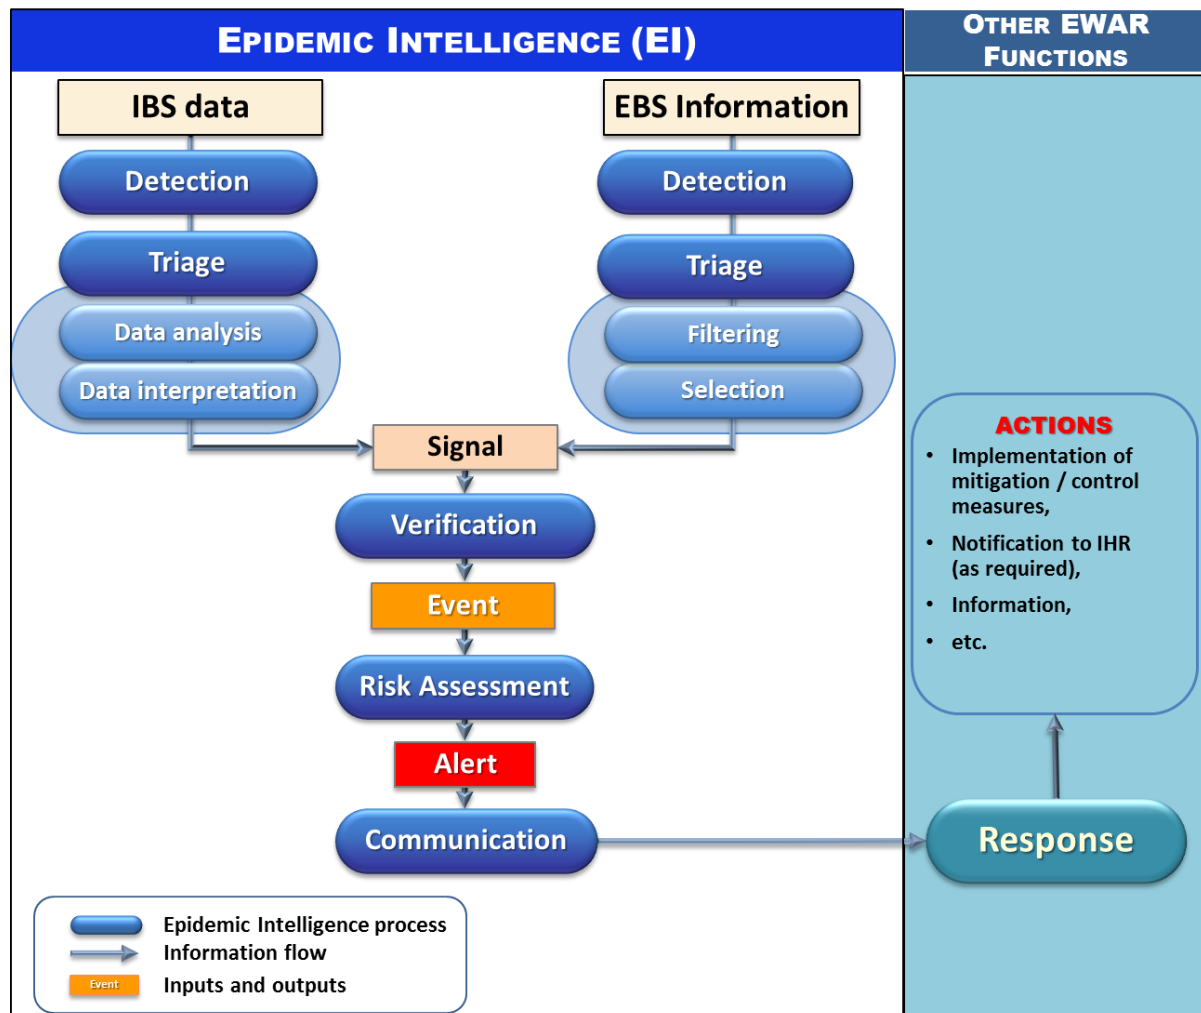 EPIDEMIC INTELLIGENCE (EI)
OTHER EWAR
FUNCTIONS
IBS data
EBS Information
Detection
Detection
Triage
Triage
Data analysis
Filtering
Data interpretation
Selection
Signal
Verification
Event
Risk Assessment
Alert
Communication
ACTIONS
• Implementation of
mitigation / control
measures,
• Notification to IHR
(as required),
• Information,
• etc.
Response
Epidemic Intelligence process
Information flow
Event
Inputs and outputs